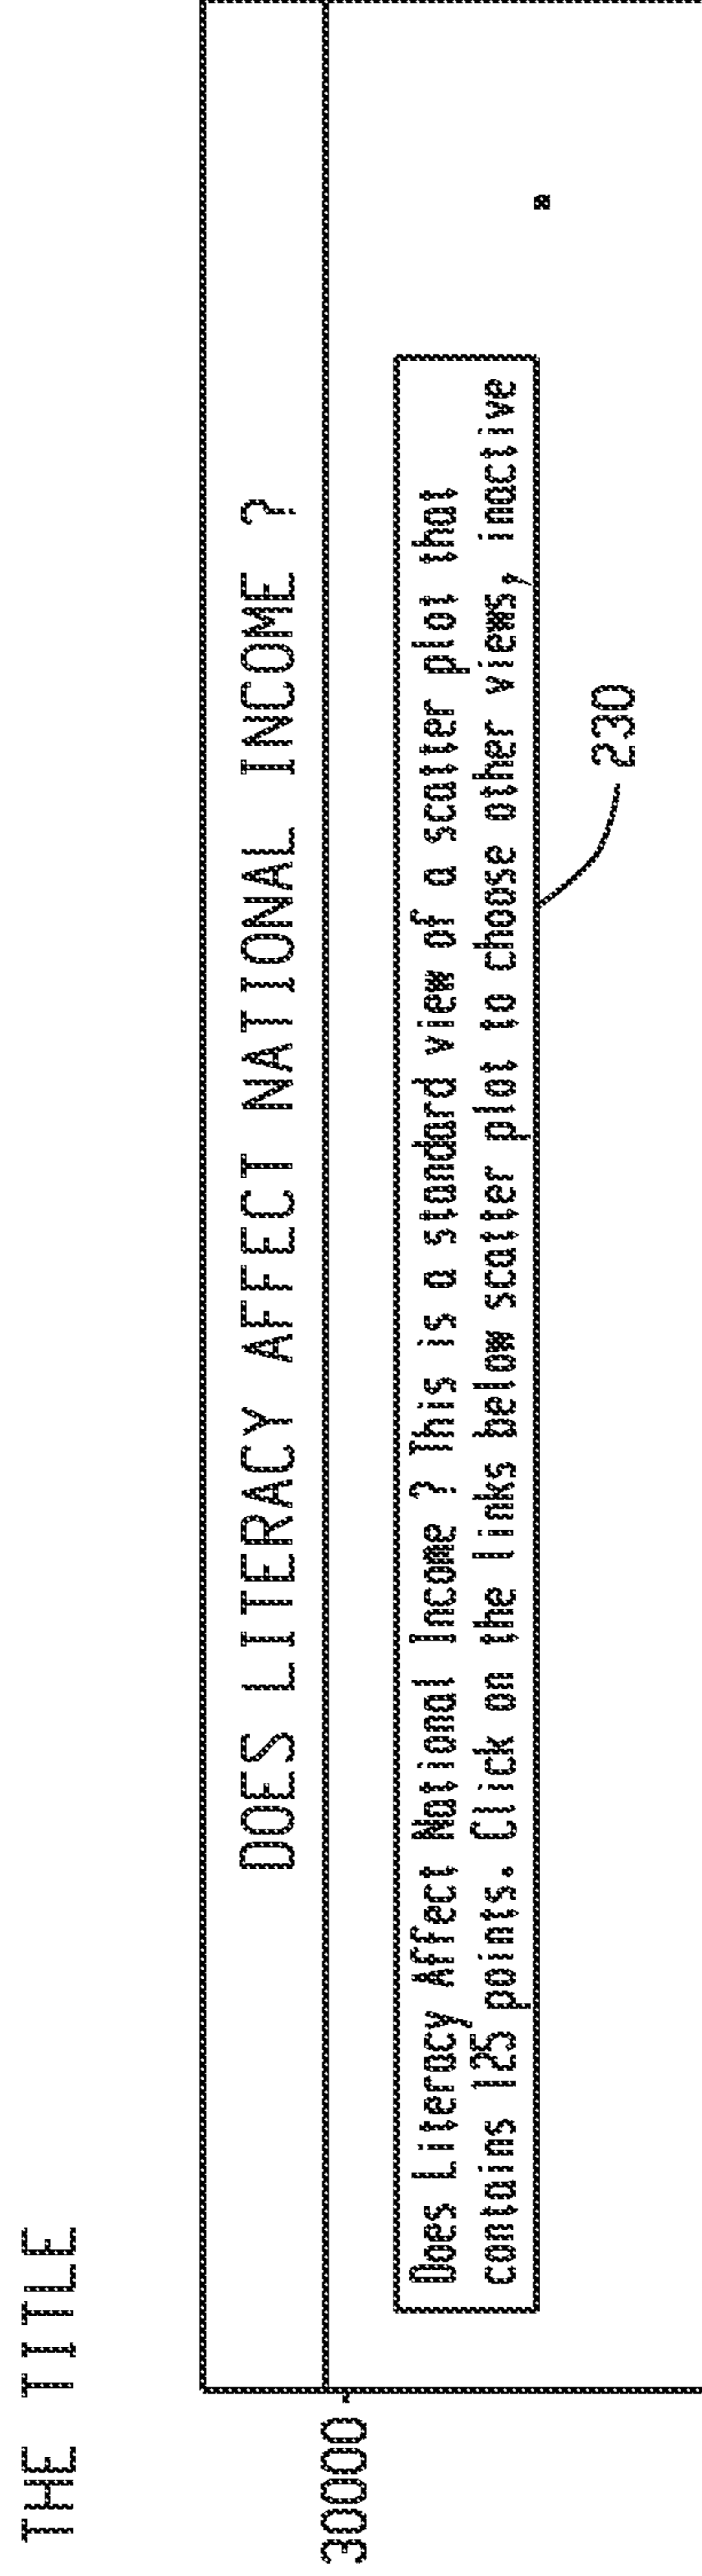 THE TITLE
DOES LITERACY AFFECT NATIONAL INCOME ?
30000
Does Literacy Affect National Income ? This is a standard view of a scatter plot that
contains 125 points. Click on the links below scatter plot to choose other views, inactive
230